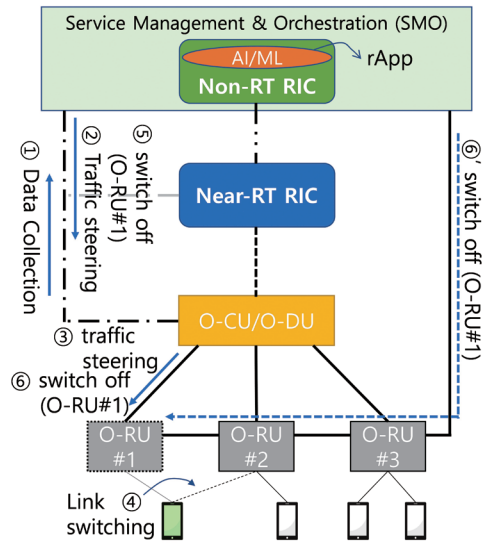 Service Management & Orchestration (SMO)
AI/ML
rApp
Non-RT RIC
① Data Collection
② Traffic steering
⑤ switch off
(O-RU#1)
⑥' switch off (O-RU#1)
Near-RT RIC
O-CU/O-DU
③ traffic
steering
⑥ switch off
(O-RU#1)
O-RU
#1
O-RU
#2
O-RU
#3
Link ④
switching